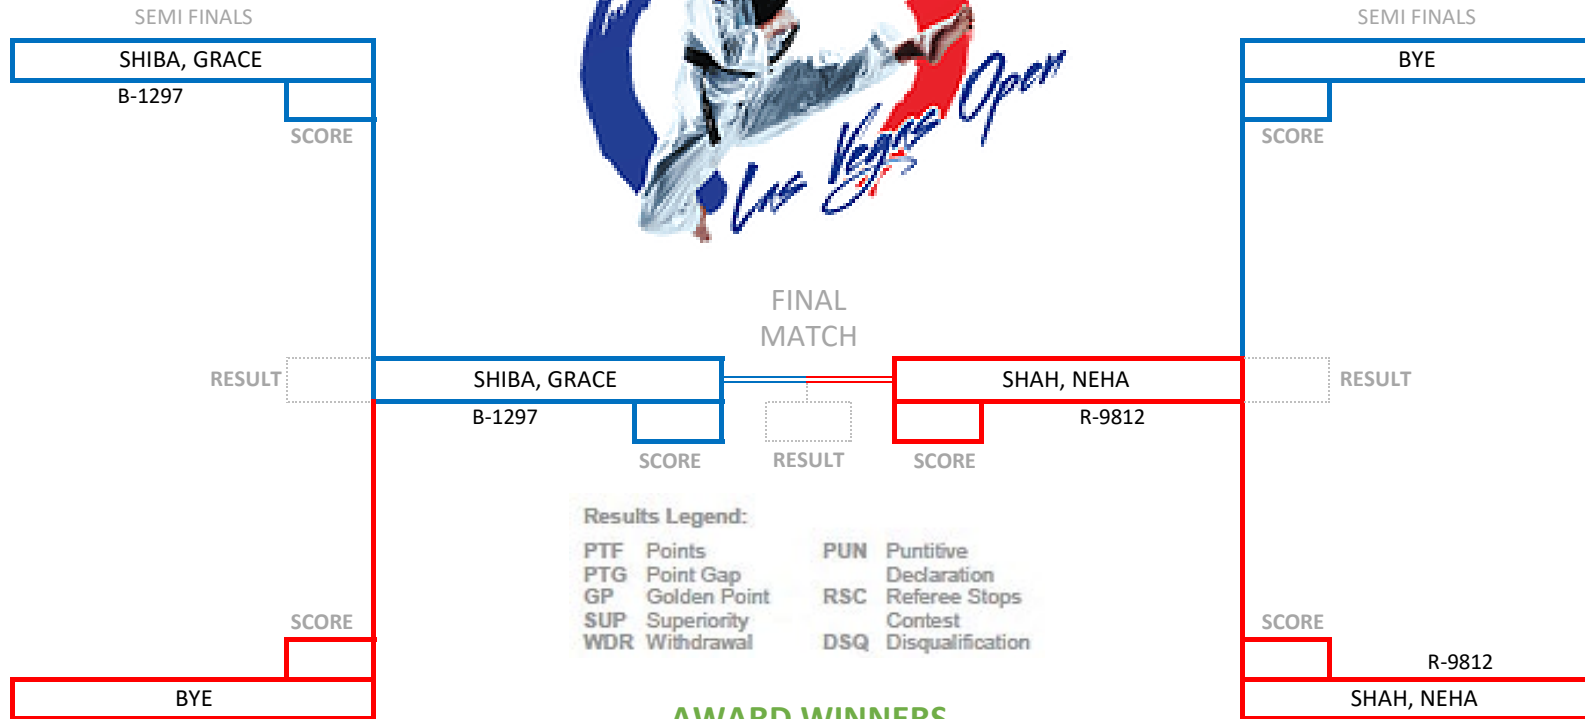 SEMI FINALS
SEMI FINALS
SHIBA, GRACE
BYE
B-1297
SCORE
SCORE
Las Vegas Open
FINAL
MATCH
RESULT
SHIBA, GRACE
SHAH, NEHA
RESULT
B-1297
R-9812
SCORE
RESULT
SCORE
Results Legend:
PTF Points
PTG Point Gap
GP Golden Point
SUP Superiority
WDR Withdrawal
PUN Puntitive
Declaration
RSC Referee Stops
Contest
DSQ Disqualification
SCORE
SCORE
R-9812
BYE
SHAH, NEHA
AWARD WINNERS